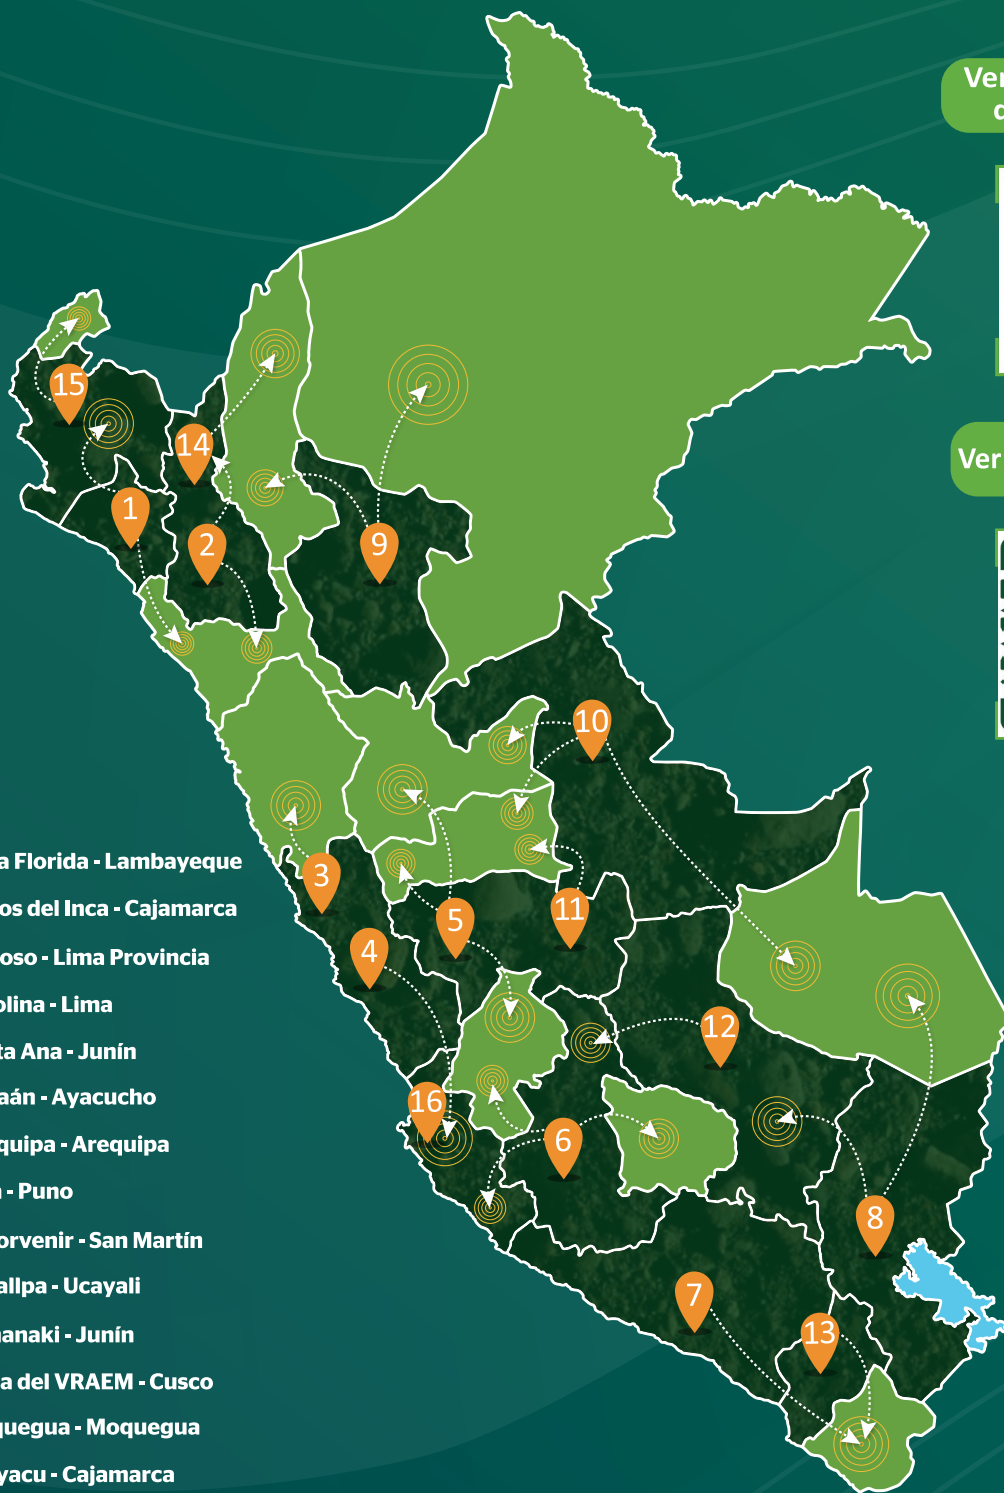 Ver
15
14
1
2
9
Ver
10
a Florida - Lambayeque
os del Inca - Cajamarca
oso - Lima Provincia
olina - Lima
ta Ana - Junín
aán - Ayacucho
quipa - Arequipa
- Puno
orvenir - San Martín
allpa - Ucayali
anaki - Junín
a del VRAEM - Cusco
quegua - Moquegua
yacu - Cajamarca
3
5
11
4
12
16
6
8
7
13